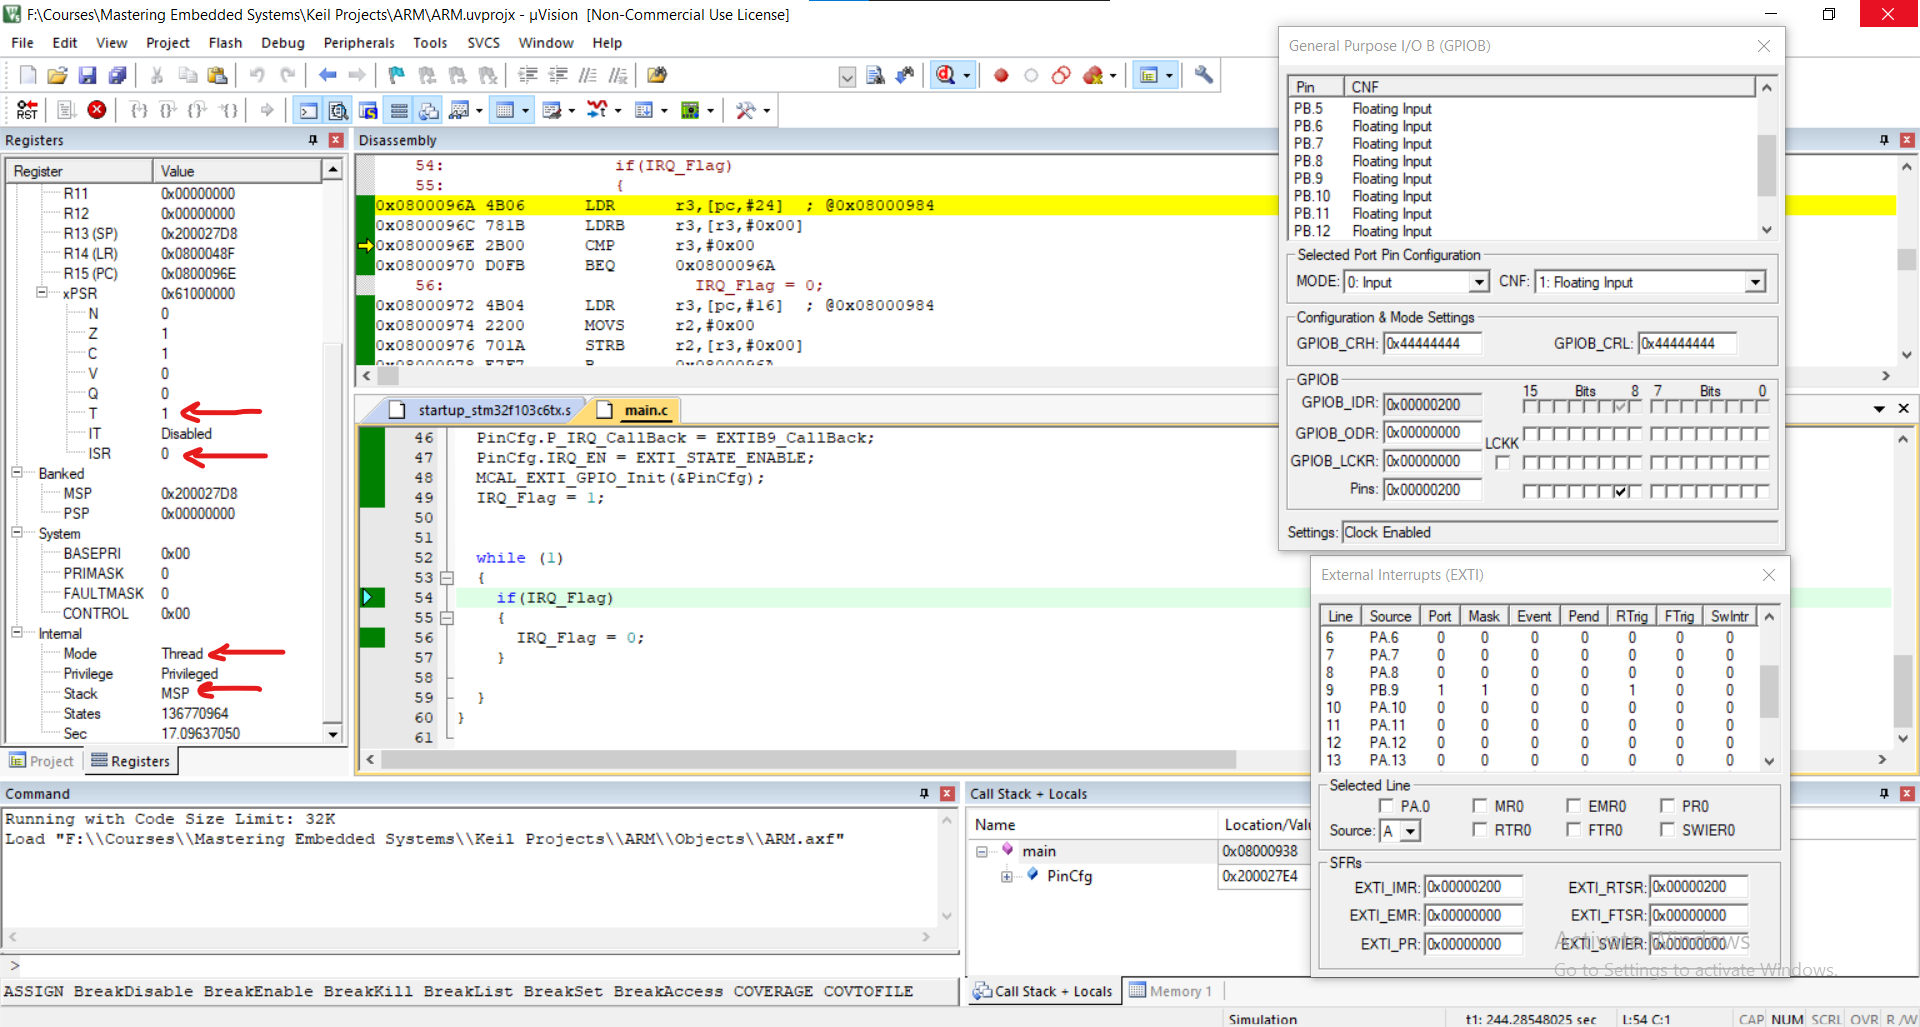 F:\Courses\Mastering Embedded Systems\Keil Projects\ARM\ARM.uvprojx - µVision [Non-Commercial Use License]
File Edit View Project Flash Debug Peripherals Tools SVCS Window Help
Registers
Register Value
R11 0x00000000
R12 0x00000000
R13 (SP) 0x200027D8
R14 (LR) 0x0800048F
R15 (PC) 0x0800096E
xPSR 0x61000000
N 0
Z 1
C 1
V 0
Q 0
T 1
IT Disabled
ISR 0
Banked
MSP 0x200027D8
PSP 0x00000000
System
BASEPRI 0x00
PRIMASK 0
FAULTMASK 0
CONTROL 0x00
Internal
Mode Thread
Privilege Privileged
Stack MSP
States 136770964
Sec 17.09637050
Project Registers
Disassembly
54: if(IRQ_Flag)
55: {
0x0800096A 4B06 LDR r3,[pc,#24] ; @0x08000984
0x0800096C 781B LDRB r3,[r3,#0x00]
0x0800096E 2B00 CMP r3,#0x00
0x08000970 D0FB BEQ 0x0800096A
56: IRQ_Flag = 0;
0x08000972 4B04 LDR r3,[pc,#16] ; @0x08000984
0x08000974 2200 MOVS r2,#0x00
0x08000976 701A STRB r2,[r3,#0x00]
0x08000978 E7F7 B 0x0800096A
startup_stm32f103c6tx.s main.c
46 PinCfg.P_IRQ_CallBack = EXTIB9_CallBack;
47 PinCfg.IRQ_EN = EXTI_STATE_ENABLE;
48 MCAL_EXTI_GPIO_Init(&PinCfg);
49 IRQ_Flag = 1;
50
51
52 while (1)
53 {
54 if(IRQ_Flag)
55 {
56 IRQ_Flag = 0;
57 }
58
59 }
60 }
61
General Purpose I/O B (GPIOB)
Pin CNF
PB.5 Floating Input
PB.6 Floating Input
PB.7 Floating Input
PB.8 Floating Input
PB.9 Floating Input
PB.10 Floating Input
PB.11 Floating Input
PB.12 Floating Input
Selected Port Pin Configuration
MODE: 0: Input CNF: 1: Floating Input
Configuration & Mode Settings
GPIOB_CRH: 0x44444444 GPIOB_CRL: 0x44444444
GPIOB
15 Bits 8 7 Bits 0
GPIOB_IDR: 0x00000200
GPIOB_ODR: 0x00000000
LCKK
GPIOB_LCKR: 0x00000000
Pins: 0x00000200
Settings: Clock Enabled
External Interrupts (EXTI)
Line Source Port Mask Event Pend RTrig FTrig SwIntr
6 PA.6 0 0 0 0 0 0 0
7 PA.7 0 0 0 0 0 0 0
8 PA.8 0 0 0 0 0 0 0
9 PB.9 1 1 0 0 1 0 0
10 PA.10 0 0 0 0 0 0 0
11 PA.11 0 0 0 0 0 0 0
12 PA.12 0 0 0 0 0 0 0
13 PA.13 0 0 0 0 0 0 0
Selected Line
PA.0 MR0 EMR0 PR0
Source: A RTR0 FTR0 SWIER0
SFRs
EXTI_IMR: 0x00000200 EXTI_RTSR: 0x00000200
EXTI_EMR: 0x00000000 EXTI_FTSR: 0x00000000
EXTI_PR: 0x00000000 EXTI_SWIER: 0x00000000
Activate Windows
Go to Settings to activate Windows.
Command
Running with Code Size Limit: 32K
Load "F:\\Courses\\Mastering Embedded Systems\\Keil Projects\\ARM\\Objects\\ARM.axf"
>
ASSIGN BreakDisable BreakEnable BreakKill BreakList BreakSet BreakAccess COVERAGE COVTOFILE
Call Stack + Locals
Name Location/Valu
main 0x08000938
PinCfg 0x200027E4
Call Stack + Locals Memory 1
Simulation t1: 244.28548025 sec L:54 C:1 CAP NUM SCRL OVR R/W